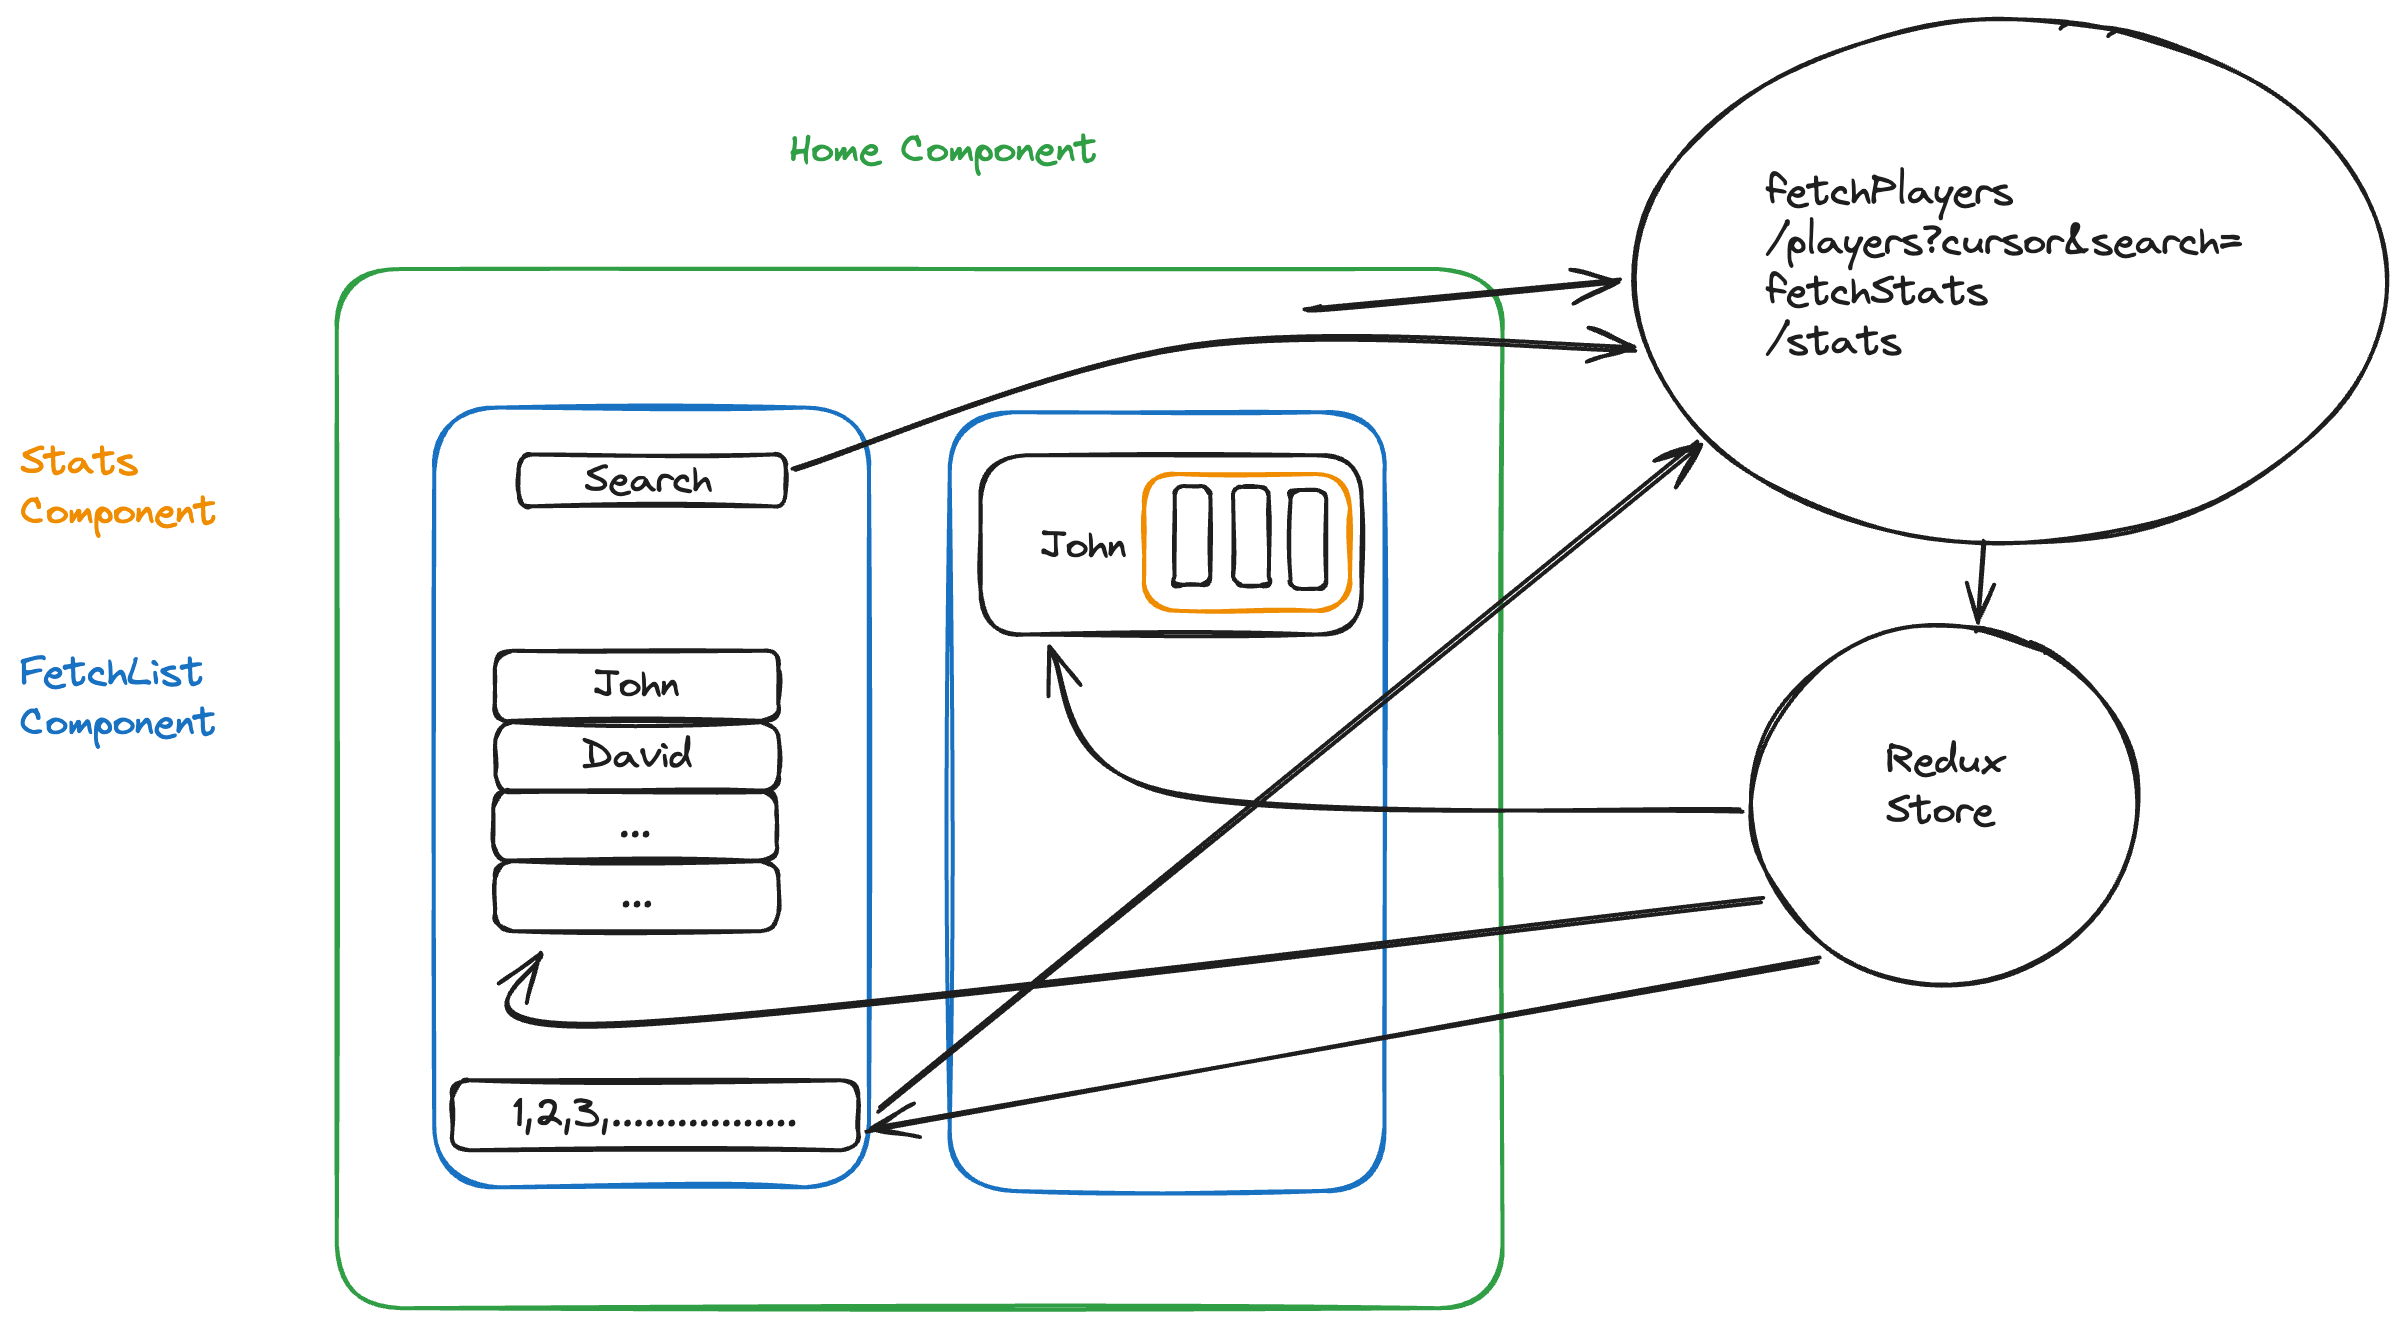 Home Component
fetchPlayers
/players?cursor&search=
fetchStats
/stats
Stats
Component
Search
John
FetchList
Component
John
David
...
...
Redux
Store
1,2,3,.................